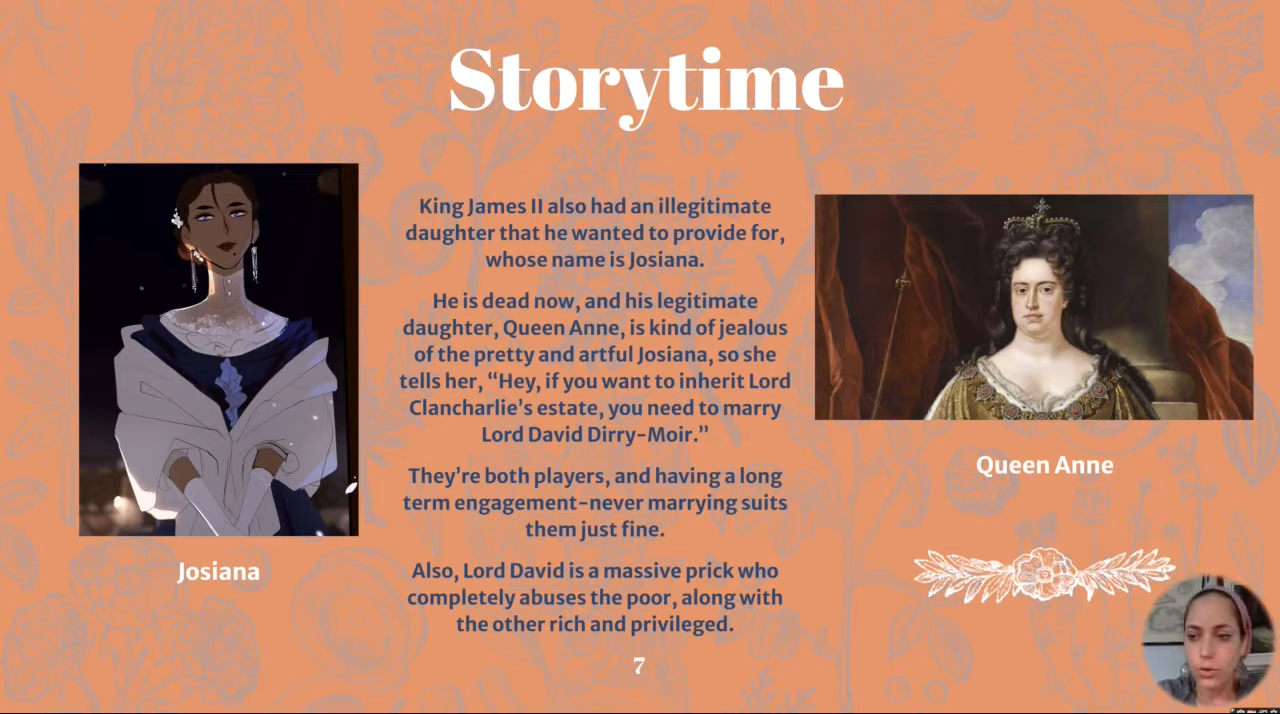 Storytime
King James II also had an illegitimate
daughter that he wanted to provide for,
whose name is Josiana.
He is dead now, and his legitimate
daughter, Queen Anne, is kind of jealous
of the pretty and artful Josiana, so she
tells her, “Hey, if you want to inherit Lord
Clancharlie’s estate, you need to marry
Lord David Dirry-Moir.”
They’re both players, and having a long
term engagement-never marrying suits
them just fine.
Also, Lord David is a massive prick who
completely abuses the poor, along with
the other rich and privileged.
Josiana
Queen Anne
7